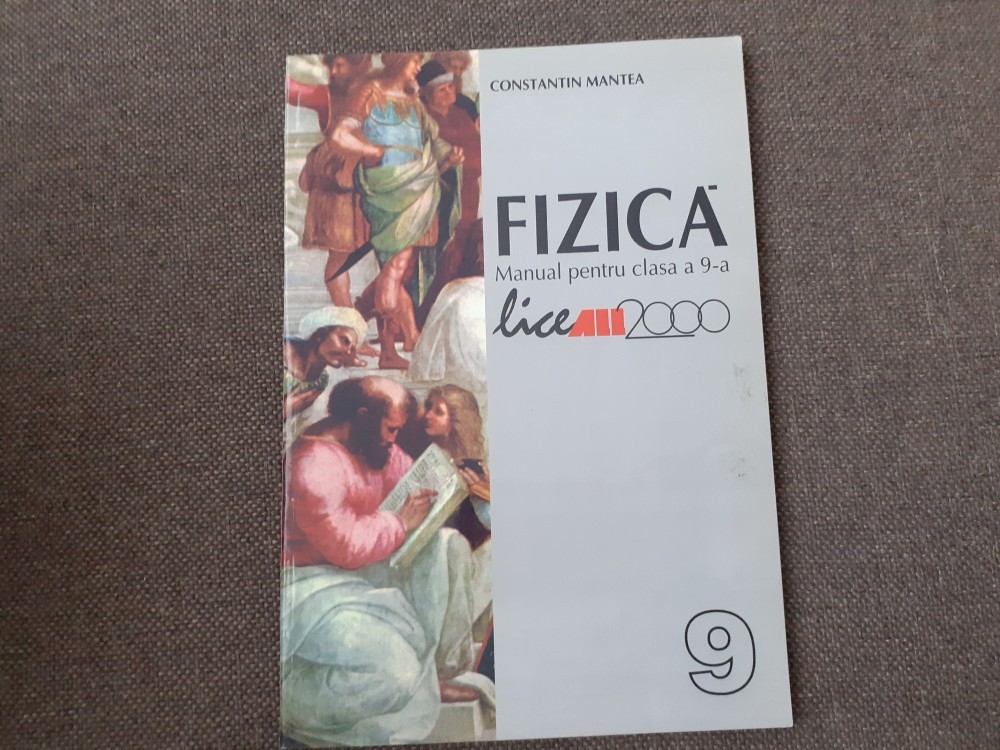 CONSTANTIN MANTEA
FIZICĂ
Manual pentru clasa a 9-a
liceALL2000
9